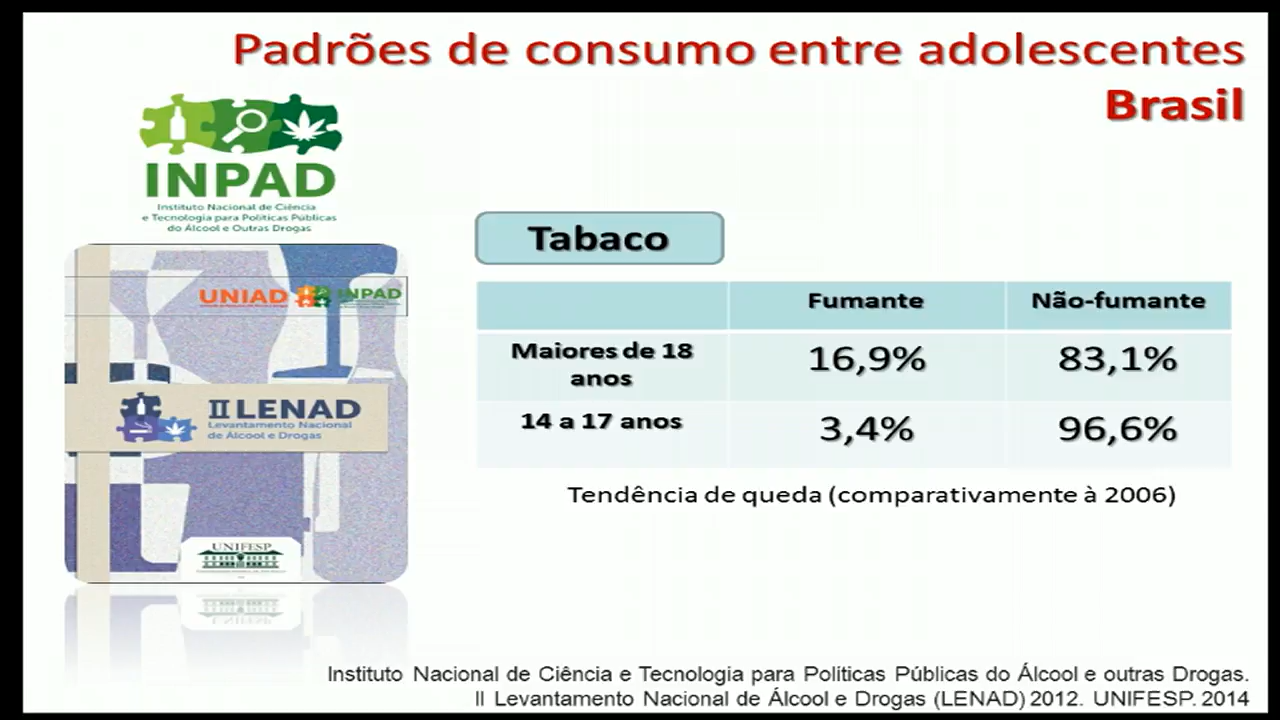 Padrões de consumo entre adolescentes
Brasil
INPAD
Instituto Nacional de Ciência
e Tecnologia para Políticas Públicas
do Álcool e Outras Drogas
UNIAD
INPAD
II LENAD
Levantamento Nacional
de Álcool e Drogas
UNIFESP
Tabaco
Fumante Não-fumante
Maiores de 18
anos
16,9% 83,1%
14 a 17 anos 3,4% 96,6%
Tendência de queda (comparativamente à 2006)
Instituto Nacional de Ciência e Tecnologia para Políticas Públicas do Álcool e outras Drogas.
II Levantamento Nacional de Álcool e Drogas (LENAD) 2012. UNIFESP. 2014